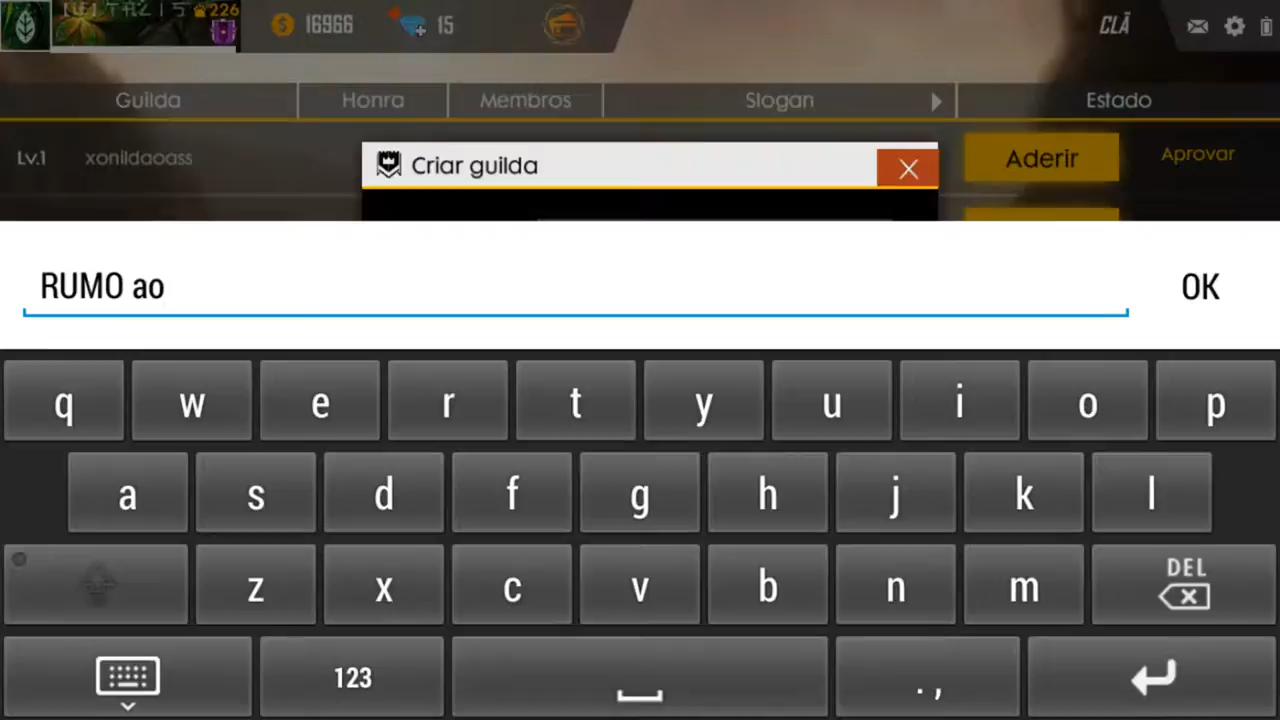 226
16966
15
CLÃ
Guilda Honra Membros Slogan Estado
Lv.1 xonildaoass
Criar guilda
Aderir
Aprovar
RUMO ao
OK
q w e r t y u i o p
a s d f g h j k l
z x c v b n m DEL
123 . ,